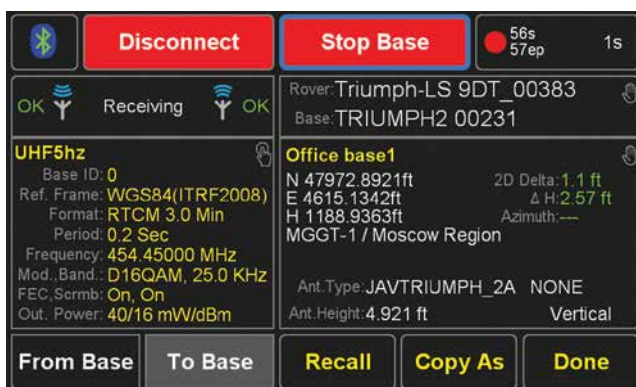 Disconnect
Stop Base
56s
57ep
1s
OK Receiving OK
Rover: Triumph-LS 9DT_00383
Base: TRIUMPH2 00231
UHF5hz
Base ID: 0
Ref. Frame: WGS84(ITRF2008)
Format: RTCM 3.0 Min
Period: 0.2 Sec
Frequency: 454.45000 MHz
Mod.,Band.: D16QAM, 25.0 KHz
FEC,Scrmb: On, On
Out. Power: 40/16 mW/dBm
Office base1
N 47972.8921ft 2D Delta: 1.1 ft
E 4615.1342ft Δ H: 2.57 ft
H 1188.9363ft Azimuth: ---
MGGT-1 / Moscow Region
Ant.Type: JAVTRIUMPH_2A NONE
Ant.Height: 4.921 ft Vertical
From Base
To Base
Recall
Copy As
Done